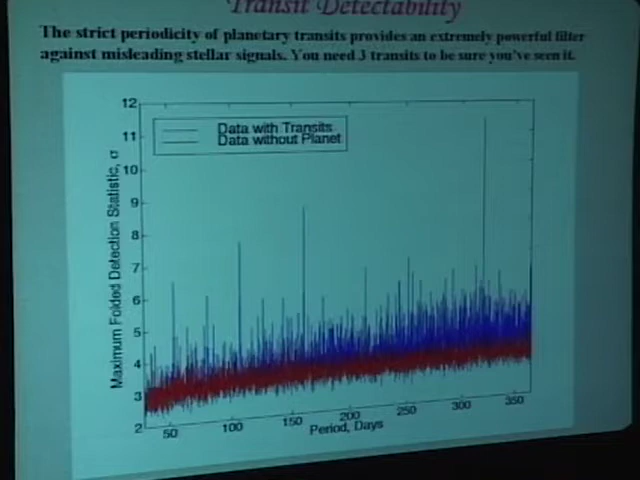 Transit Detectability
The strict periodicity of planetary transits provides an extremely powerful filter
against misleading stellar signals. You need 3 transits to be sure you've seen it.
12
11
10
9
8
7
6
5
4
3
2
Maximum Folded Detection Statistic, σ
Data with Transits
Data without Planet
50
100
150
200
250
300
350
Period, Days